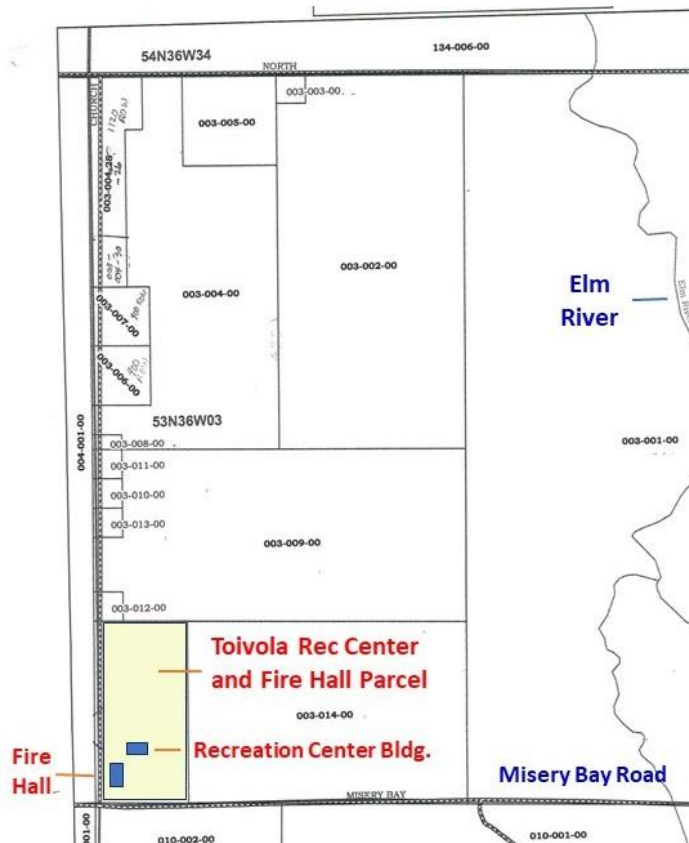 54N36W34
134-006-00
NORTH
CHURCH
003-003-00
003-005-00
003-004-25
-26
003-002-00
003-004-00
Elm
River
003-007-00
003-006-00
53N36W03
004-001-00
003-001-00
003-008-00
003-011-00
003-010-00
003-013-00
003-009-00
003-012-00
Toivola Rec Center
and Fire Hall Parcel
003-014-00
Recreation Center Bldg.
Fire
Hall
Misery Bay Road
MISERY BAY
010-002-00
010-001-00